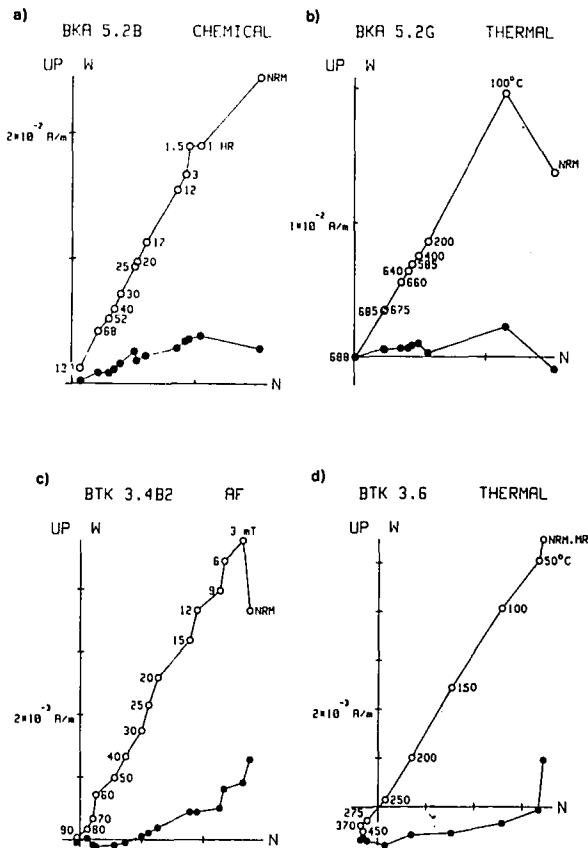 a)
BKA 5.2B CHEMICAL
UP W
NRM
2*10⁻² A/m
1.5 1 HR
3
12
17
25 20
30
40
52
68
N
b)
BKA 5.2G THERMAL
UP W
100°C
NRM
1*10⁻² A/m
200
400
640 585
660
685 675
688
N
c)
BTK 3.4B2 AF
UP W
3 mT
6
9
12 NRM
15
20
25
30
2*10⁻³ A/m
40
50
60
70
90 80
N
d)
BTK 3.6 THERMAL
UP W
NRM.MR
50°C
100
150
2*10⁻³ A/m
200
250
275
370 450
N